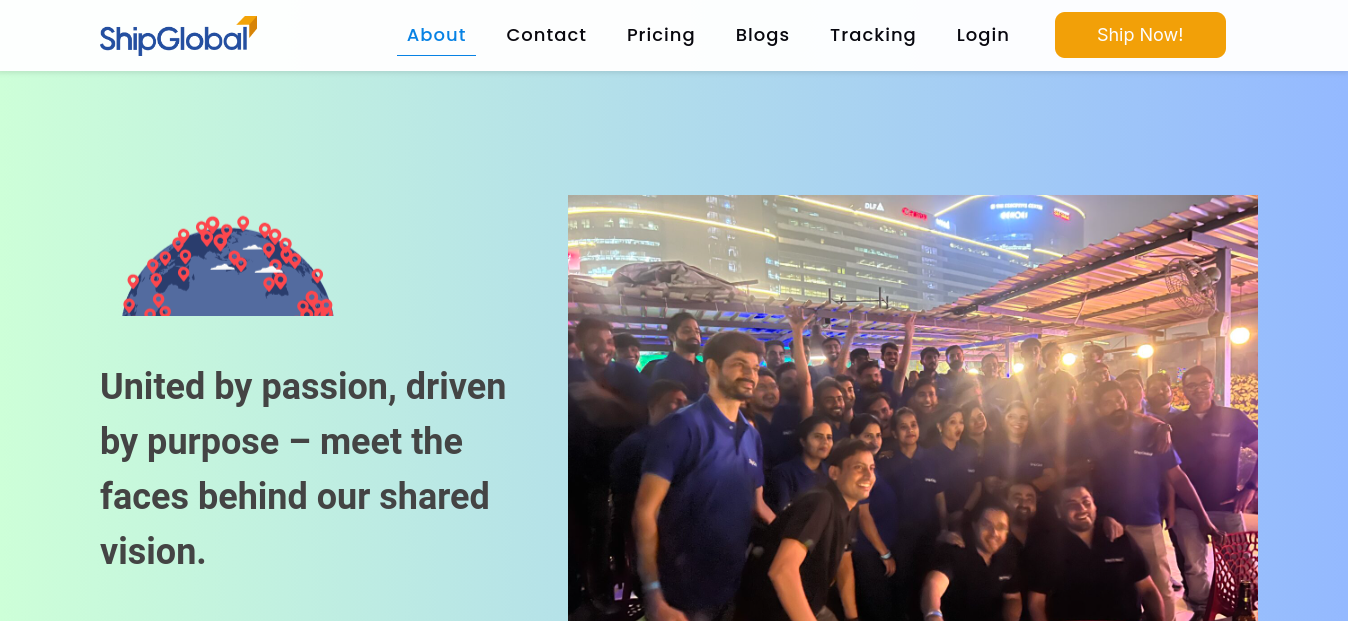 ShipGlobal
About
Contact
Pricing
Blogs
Tracking
Login
Ship Now!
United by passion, driven
by purpose – meet the
faces behind our shared
vision.
DLF